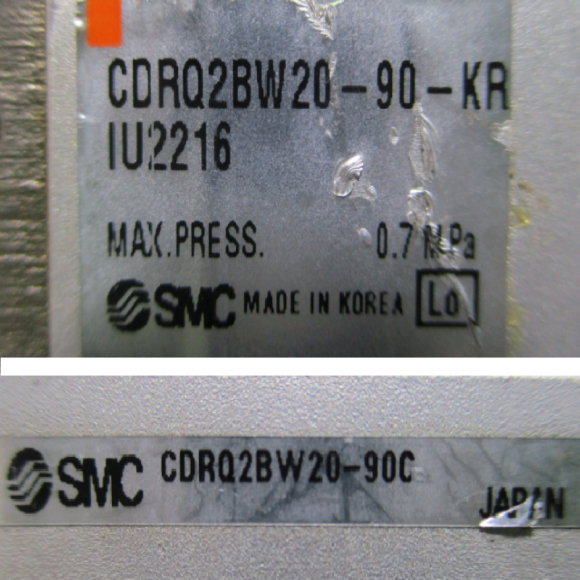 CDRQ2BW20-90-KR
IU2216
MAX.PRESS. 0.7 MPa
SMC MADE IN KOREA Lo
SMC CDRQ2BW20-90C
JAPAN